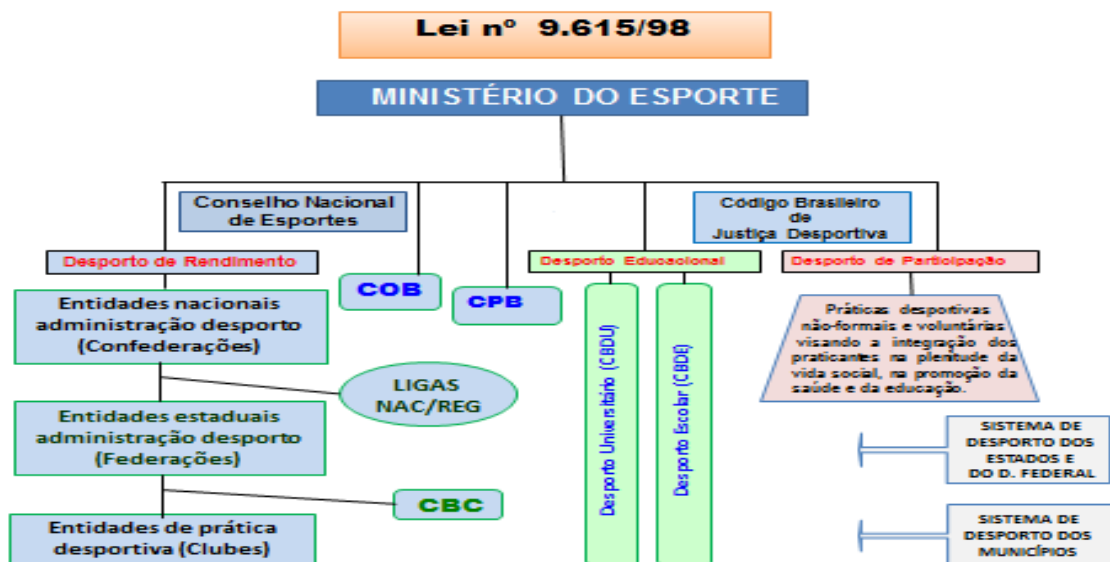 Lei nº 9.615/98
MINISTÉRIO DO ESPORTE
Conselho Nacional
de Esportes
Código Brasileiro
de
Justiça Desportiva
Desporto de Rendimento
COB
CPB
Desporto Educacional
Desporto de Participação
Entidades nacionais
administração desporto
(Confederações)
LIGAS
NAC/REG
Entidades estaduais
administração desporto
(Federações)
CBC
Entidades de prática
desportiva (Clubes)
Desporto Universitário (CBDU)
Desporto Escolar (CBDE)
Práticas desportivas
não-formais e voluntárias
visando a integração dos
praticantes na plenitude da
vida social, na promoção da
saúde e da educação.
SISTEMA DE
DESPORTO DOS
ESTADOS E
DO D. FEDERAL
SISTEMA DE
DESPORTO DOS
MUNICÍPIOS